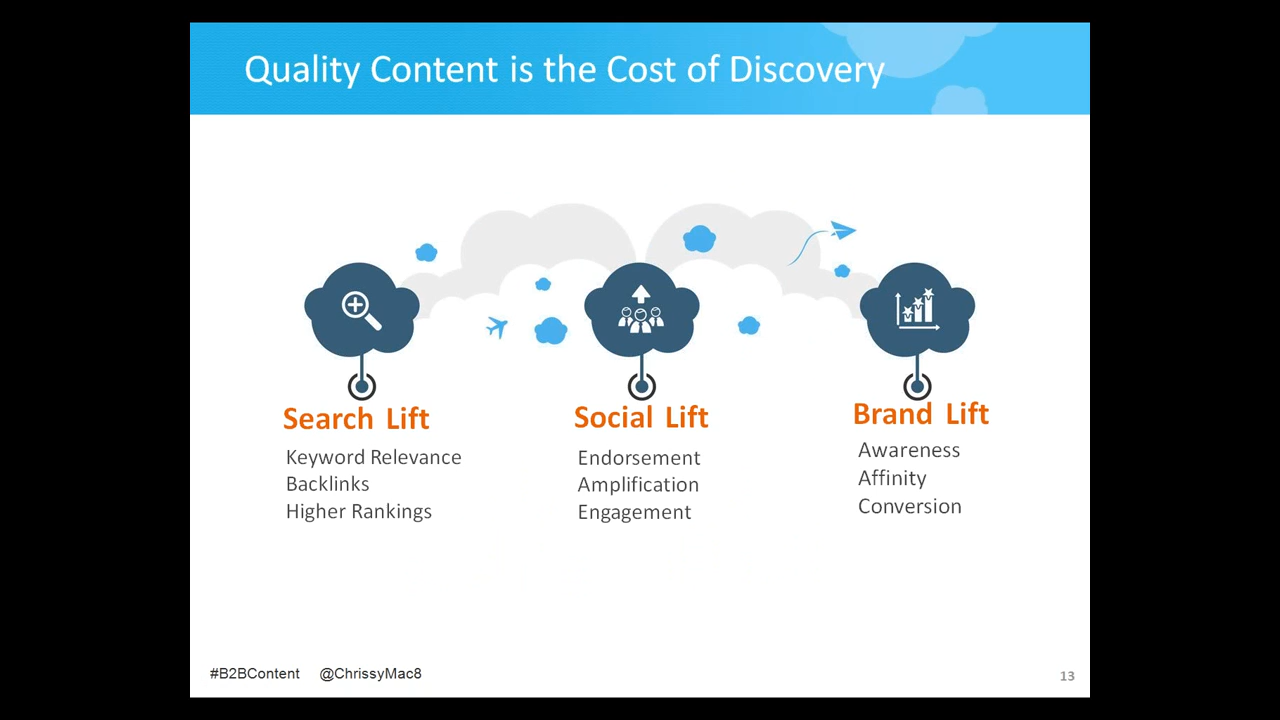 Quality Content is the Cost of Discovery
Search Lift
Keyword Relevance
Backlinks
Higher Rankings
Social Lift
Endorsement
Amplification
Engagement
Brand Lift
Awareness
Affinity
Conversion
#B2BContent @ChrissyMac8
13